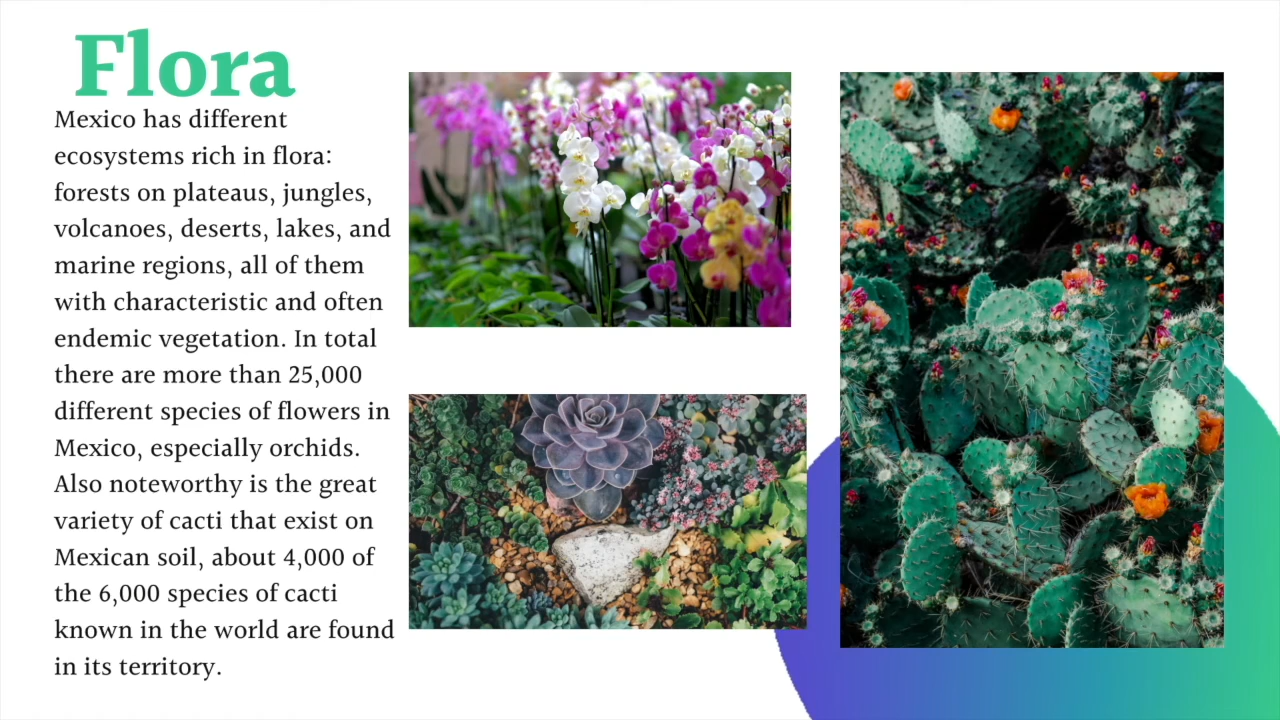 Flora
Mexico has different
ecosystems rich in flora:
forests on plateaus, jungles,
volcanoes, deserts, lakes, and
marine regions, all of them
with characteristic and often
endemic vegetation. In total
there are more than 25,000
different species of flowers in
Mexico, especially orchids.
Also noteworthy is the great
variety of cacti that exist on
Mexican soil, about 4,000 of
the 6,000 species of cacti
known in the world are found
in its territory.